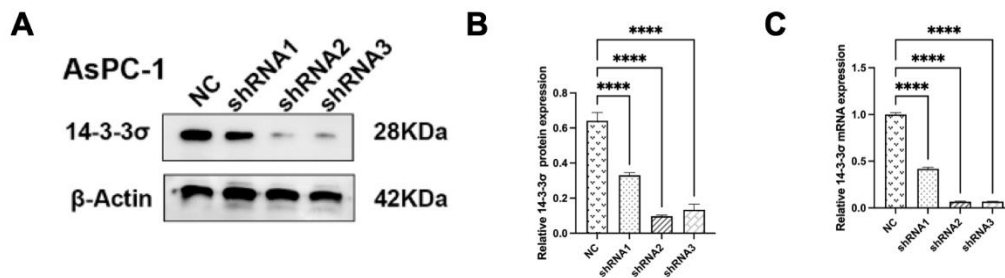 A
AsPC-1
NC
shRNA1
shRNA2
shRNA3
14-3-3σ
28KDa
β-Actin
42KDa
B
****
****
****
Relative 14-3-3σ protein expression
0.6
0.4
0.2
0.0
NC
shRNA1
shRNA2
shRNA3
C
****
****
****
Relative 14-3-3σ mRNA expression
1.5
1.0
0.5
0.0
NC
shRNA1
shRNA2
shRNA3